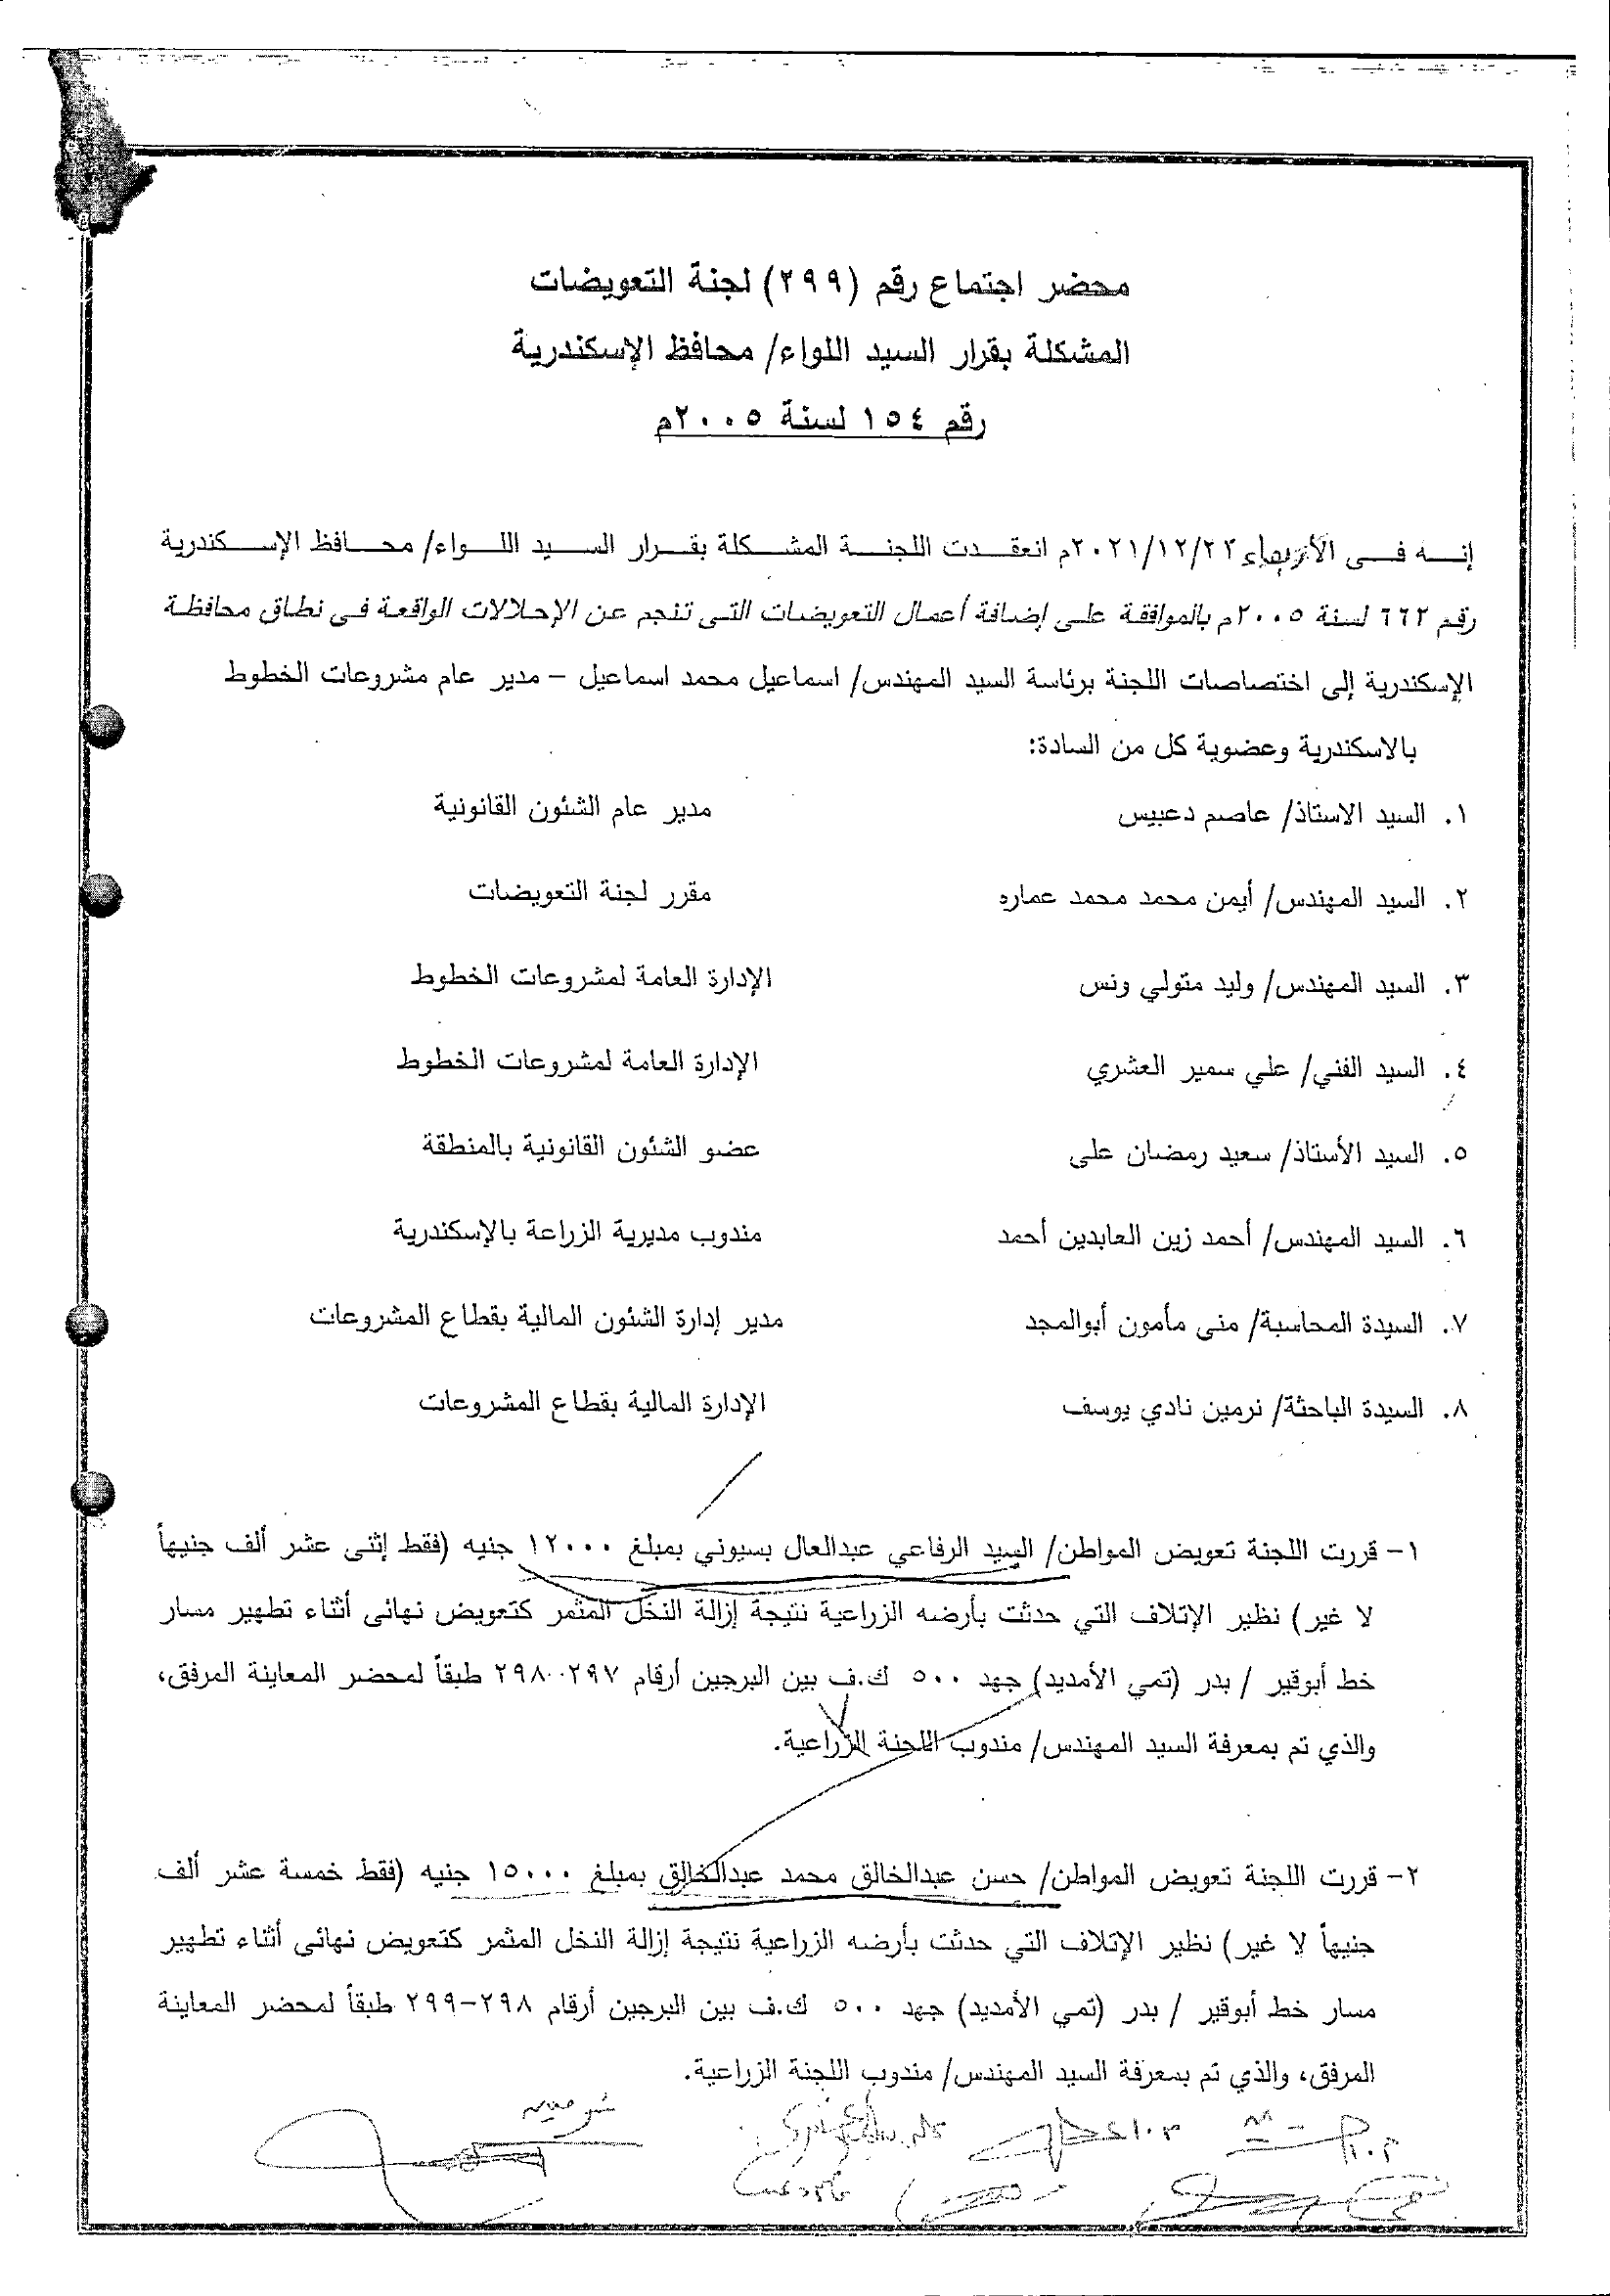 محضر اجتماع رقم (٢٩٩) لجنة التعويضات
المشكلة بقرار السيد اللواء/ محافظ الإسكندرية
رقم ١٥٤ لسنة ٢٠٠٥م
إنه فى الأربعاء ٢٠٢١/١٢/٢٢م انعقدت اللجنة المشكلة بقرار السيد اللواء/ محافظ الإسكندرية
رقم ٦٦٢ لسنة ٢٠٠٥م بالموافقة على إضافة أعمال التعويضات التى تنجم عن الإحلالات الواقعة فى نطاق محافظة
الإسكندرية إلى اختصاصات اللجنة برئاسة السيد المهندس/ اسماعيل محمد اسماعيل – مدير عام مشروعات الخطوط
بالاسكندرية وعضوية كل من السادة:
١. السيد الاستاذ/ عاصم دعبيس مدير عام الشئون القانونية
٢. السيد المهندس/ أيمن محمد محمد عماره مقرر لجنة التعويضات
٣. السيد المهندس/ وليد متولي ونس الإدارة العامة لمشروعات الخطوط
٤. السيد الفني/ علي سمير العشري الإدارة العامة لمشروعات الخطوط
٥. السيد الأستاذ/ سعيد رمضان على عضو الشئون القانونية بالمنطقة
٦. السيد المهندس/ أحمد زين العابدين أحمد مندوب مديرية الزراعة بالإسكندرية
٧. السيدة المحاسبة/ منى مأمون أبوالمجد مدير إدارة الشئون المالية بقطاع المشروعات
٨. السيدة الباحثة/ نرمين نادي يوسف الإدارة المالية بقطاع المشروعات
١- قررت اللجنة تعويض المواطن/ السيد الرفاعي عبدالعال بسيوني بمبلغ ١٢٠٠٠ جنيه (فقط إثنى عشر ألف جنيهاً
لا غير) نظير الإتلاف التي حدثت بأرضه الزراعية نتيجة إزالة النخل المثمر كتعويض نهائى أثناء تطهير مسار
خط أبوقير / بدر (تمي الأمديد) جهد ٥٠٠ ك.ف بين البرجين أرقام ٢٩٧-٢٩٨ طبقاً لمحضر المعاينة المرفق،
والذي تم بمعرفة السيد المهندس/ مندوب اللجنة الزراعية.
٢- قررت اللجنة تعويض المواطن/ حسن عبدالخالق محمد عبدالخالق بمبلغ ١٥٠٠٠ جنيه (فقط خمسة عشر ألف
جنيهاً لا غير) نظير الإتلاف التي حدثت بأرضه الزراعية نتيجة إزالة النخل المثمر كتعويض نهائى أثناء تطهير
مسار خط أبوقير / بدر (تمي الأمديد) جهد ٥٠٠ ك.ف بين البرجين أرقام ٢٩٨-٢٩٩ طبقاً لمحضر المعاينة
المرفق، والذي تم بمعرفة السيد المهندس/ مندوب اللجنة الزراعية.